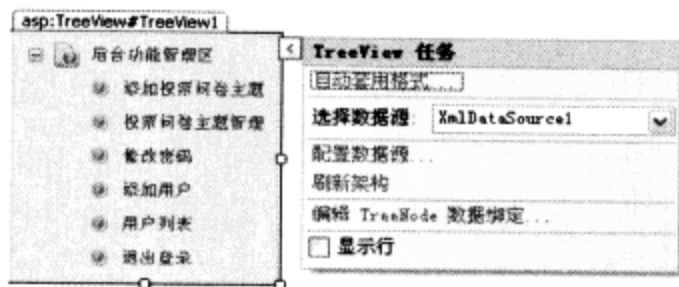 asp:TreeView#TreeView1
后台功能管理区
添加投票问卷主题
投票问卷主题管理
修改密码
添加用户
用户列表
退出登录
TreeView 任务
自动套用格式...
选择数据源: XmlDataSource1
配置数据源...
刷新架构
编辑 TreeNode 数据绑定...
显示行